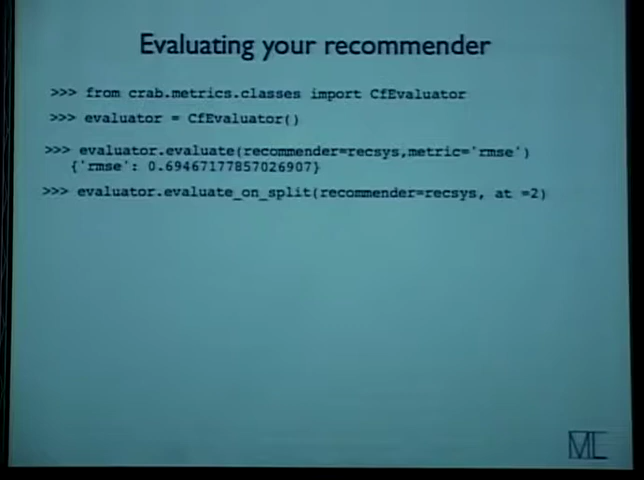 Evaluating your recommender
>>> from crab.metrics.classes import CfEvaluator
>>> evaluator = CfEvaluator()
>>> evaluator.evaluate(recommender=recsys,metric='rmse')
{'rmse': 0.69467177857026907}
>>> evaluator.evaluate_on_split(recommender=recsys, at =2)
ML